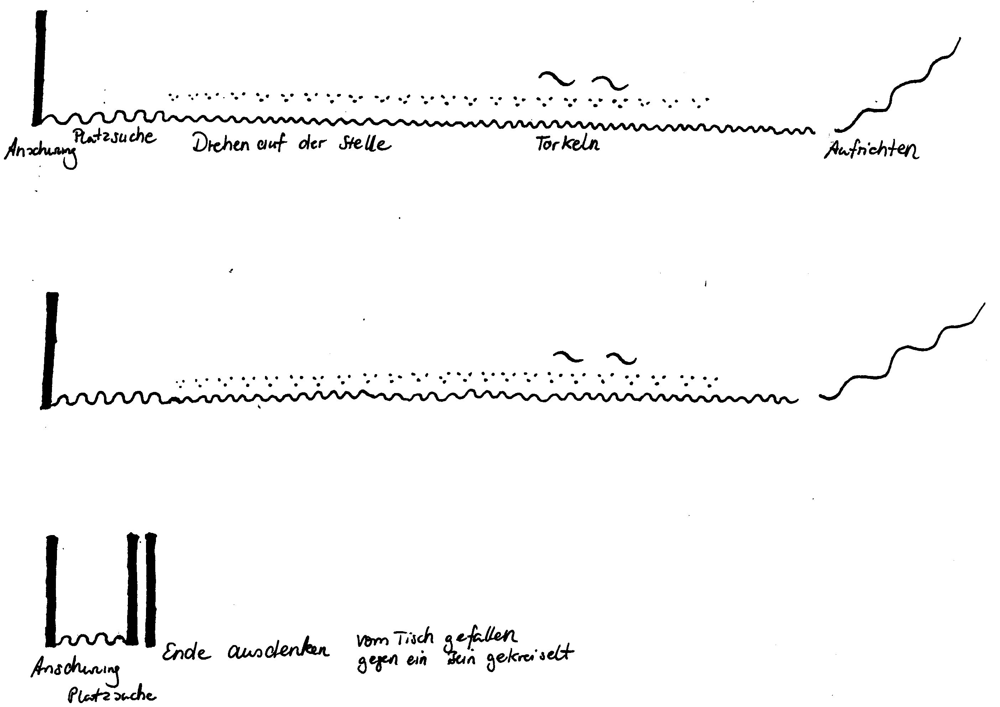 Anschwung Platzsuche Drehen auf der Stelle Torkeln Aufrichten
Ende ausdenken vom Tisch gefallen
gegen ein Bein gekreiselt
Anschwung
Platzsuche